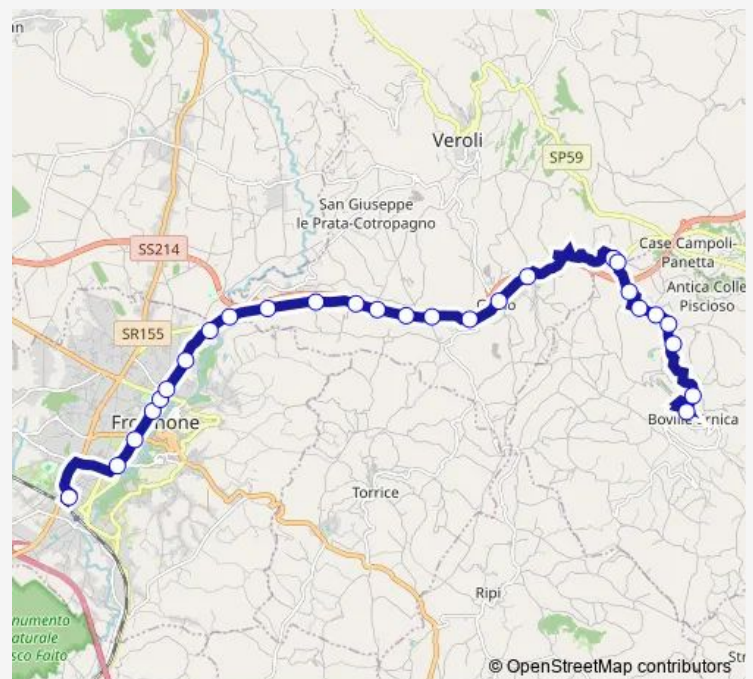 Veroli
SP59
San Giuseppe
le Prata-Cotropagno
SS214
Case Campoli-
Panetta
Antica Colle
Piscioso
SR155
Torrice
Ripi
© OpenStreetMap contributors